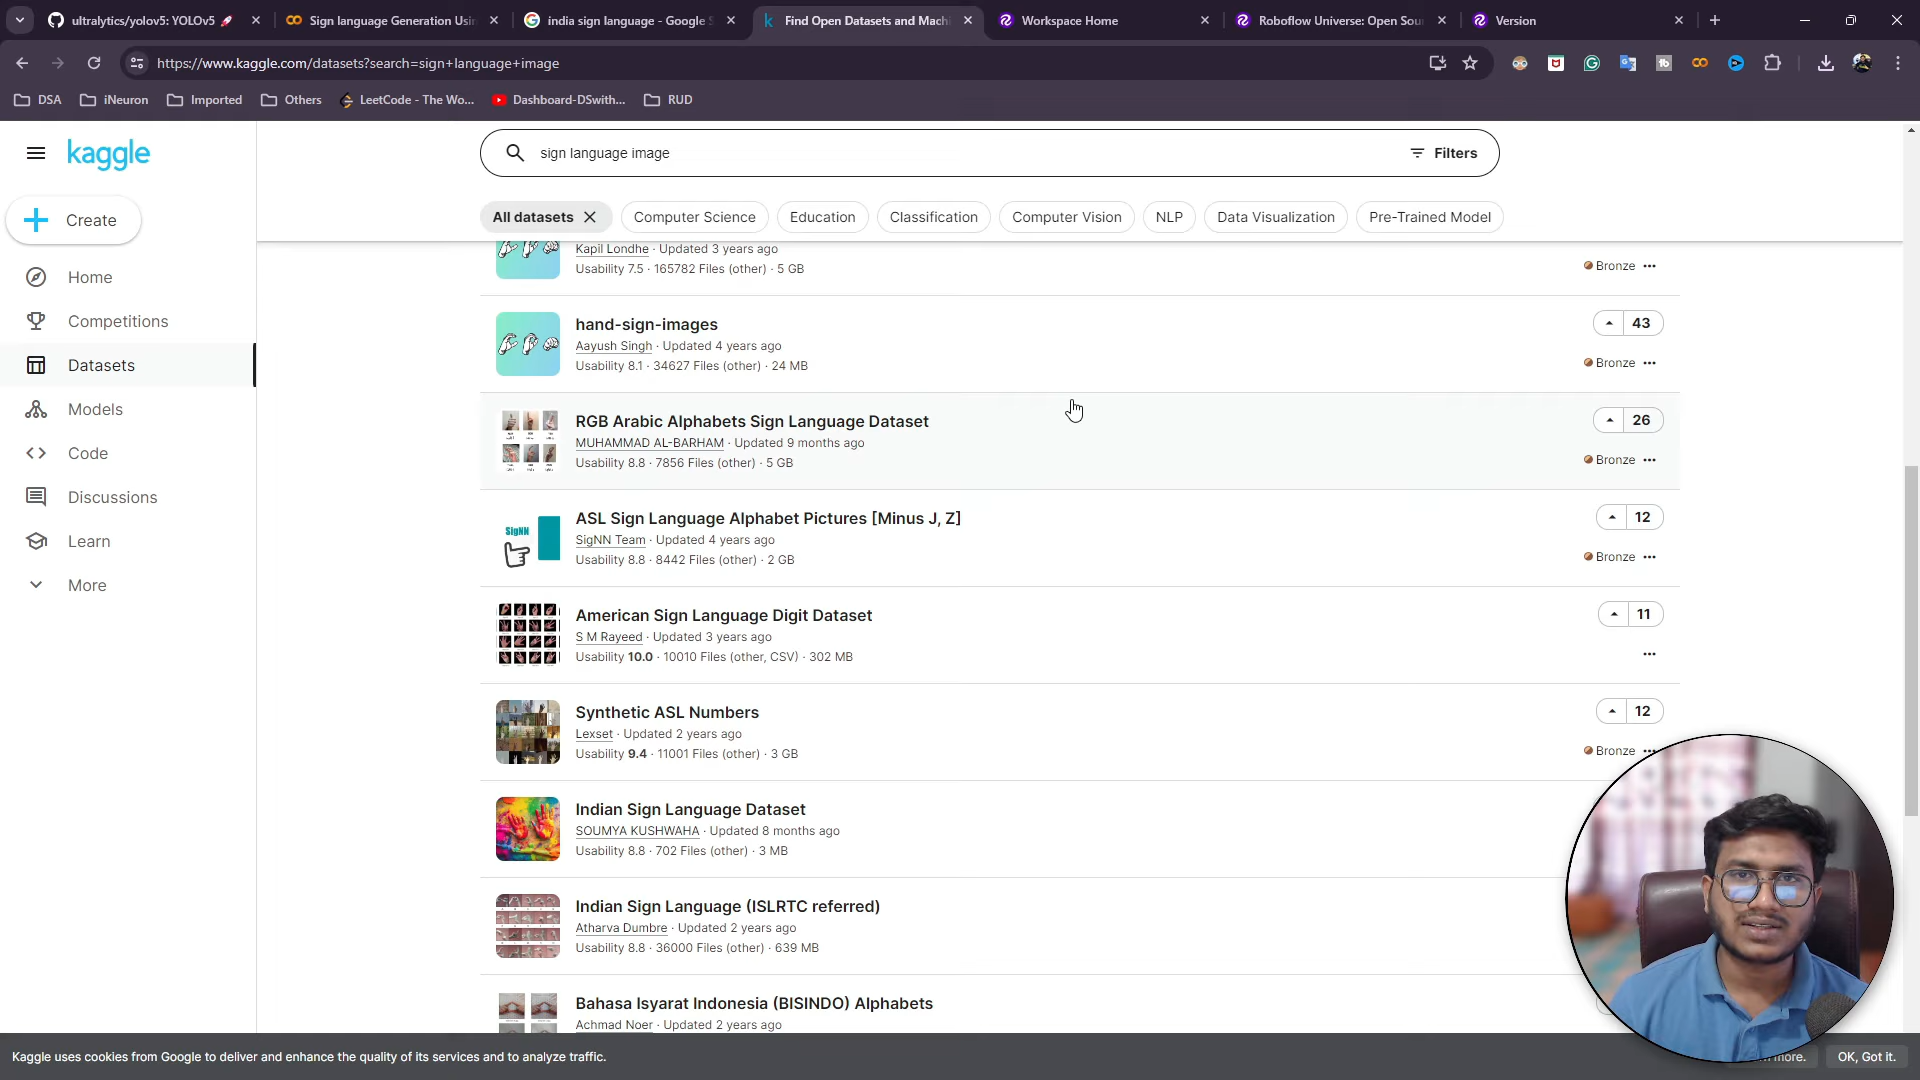 ultralytics/yolov5: YOLOv5 🚀
Sign language Generation Usin
india sign language - Google S
Find Open Datasets and Machi
Workspace Home
Roboflow Universe: Open Sou
Version
https://www.kaggle.com/datasets?search=sign+language+image
DSA
iNeuron
Imported
Others
LeetCode - The Wo...
Dashboard-DSwith...
RUD
kaggle
sign language image
Filters
Create
All datasets
Computer Science
Education
Classification
Computer Vision
NLP
Data Visualization
Pre-Trained Model
Home
Competitions
Datasets
Models
Code
Discussions
Learn
More
Kapil Londhe · Updated 3 years ago
Usability 7.5 · 165782 Files (other) · 5 GB
Bronze
hand-sign-images
43
Aayush Singh · Updated 4 years ago
Usability 8.1 · 34627 Files (other) · 24 MB
Bronze
RGB Arabic Alphabets Sign Language Dataset
26
MUHAMMAD AL-BARHAM · Updated 9 months ago
Usability 8.8 · 7856 Files (other) · 5 GB
Bronze
SigNN
ASL Sign Language Alphabet Pictures [Minus J, Z]
12
SigNN Team · Updated 4 years ago
Usability 8.8 · 8442 Files (other) · 2 GB
Bronze
American Sign Language Digit Dataset
11
S M Rayeed · Updated 3 years ago
Usability 10.0 · 10010 Files (other, CSV) · 302 MB
Synthetic ASL Numbers
12
Lexset · Updated 2 years ago
Usability 9.4 · 11001 Files (other) · 3 GB
Bronze
Indian Sign Language Dataset
SOUMYA KUSHWAHA · Updated 8 months ago
Usability 8.8 · 702 Files (other) · 3 MB
Indian Sign Language (ISLRTC referred)
Atharva Dumbre · Updated 2 years ago
Usability 8.8 · 36000 Files (other) · 639 MB
Bahasa Isyarat Indonesia (BISINDO) Alphabets
Achmad Noer · Updated 2 years ago
Kaggle uses cookies from Google to deliver and enhance the quality of its services and to analyze traffic.
more.
OK, Got it.